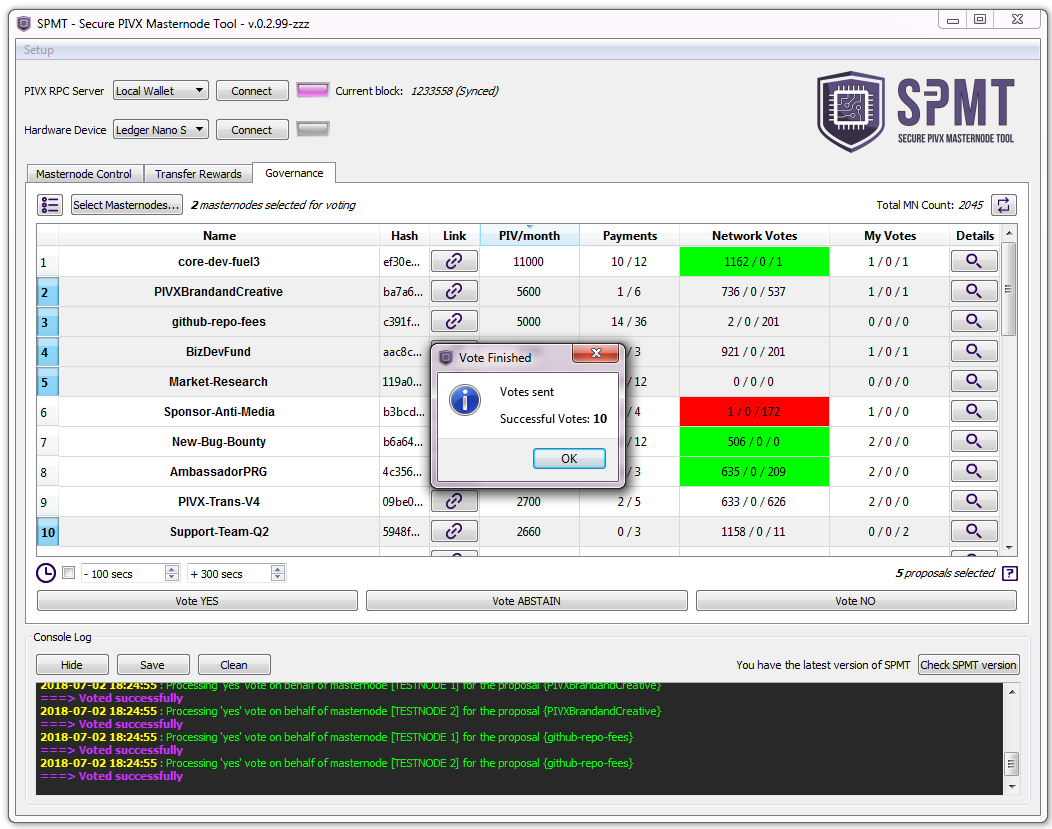 SPMT - Secure PIVX Masternode Tool - v.0.2.99-zzz
Setup
PIVX RPC Server Local Wallet Connect Current block: 1233558 (Synced)
Hardware Device Ledger Nano S Connect
SPMT
SECURE PIVX MASTERNODE TOOL
Masternode Control Transfer Rewards Governance
Select Masternodes... 2 masternodes selected for voting Total MN Count: 2045
Name Hash Link PIV/month Payments Network Votes My Votes Details
1 core-dev-fuel3 ef30e... 11000 10 / 12 1162 / 0 / 1 1 / 0 / 1
2 PIVXBrandandCreative ba7a6... 5600 1 / 6 736 / 0 / 537 1 / 0 / 1
3 github-repo-fees c391f... 5000 14 / 36 2 / 0 / 201 0 / 0 / 0
4 BizDevFund aac8c... / 3 921 / 0 / 201 1 / 0 / 1
5 Market-Research 119a0... / 12 0 / 0 / 0 0 / 0 / 0
6 Sponsor-Anti-Media b3bcd... / 4 1 / 0 / 172 1 / 0 / 0
7 New-Bug-Bounty b6a64... / 12 506 / 0 / 0 2 / 0 / 0
8 AmbassadorPRG 4c356... / 3 635 / 0 / 209 2 / 0 / 0
9 PIVX-Trans-V4 09be0... 2700 2 / 5 633 / 0 / 626 2 / 0 / 0
10 Support-Team-Q2 5948f... 2660 0 / 3 1158 / 0 / 11 0 / 0 / 2
Vote Finished
Votes sent
Successful Votes: 10
OK
- 100 secs + 300 secs 5 proposals selected ?
Vote YES Vote ABSTAIN Vote NO
Console Log
Hide Save Clean You have the latest version of SPMT Check SPMT version
2018-07-02 18:24:55 : Processing 'yes' vote on behalf of masternode [TESTNODE 1] for the proposal {PIVXBrandandCreative}
===> Voted successfully
2018-07-02 18:24:55 : Processing 'yes' vote on behalf of masternode [TESTNODE 2] for the proposal {PIVXBrandandCreative}
===> Voted successfully
2018-07-02 18:24:55 : Processing 'yes' vote on behalf of masternode [TESTNODE 1] for the proposal {github-repo-fees}
===> Voted successfully
2018-07-02 18:24:55 : Processing 'yes' vote on behalf of masternode [TESTNODE 2] for the proposal {github-repo-fees}
===> Voted successfully